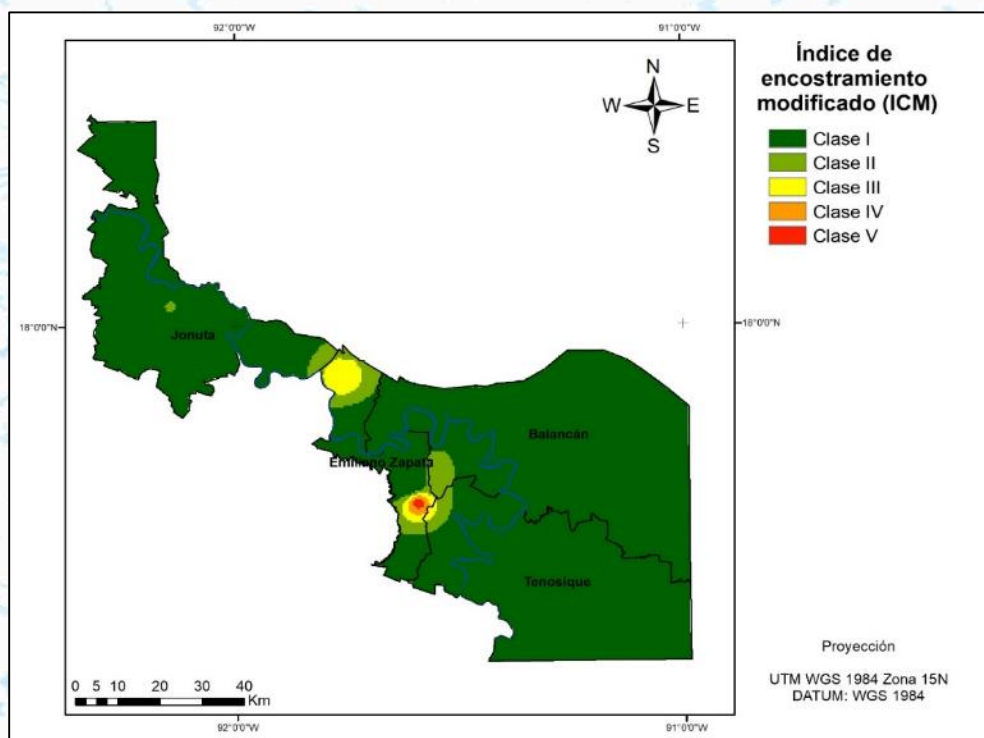 92°0'0"W
91°0'0"W
Índice de
encostramiento
modificado (ICM)
N
W
E
S
Clase I
Clase II
Clase III
Clase IV
Clase V
18°0'0"N
18°0'0"N
Jonuta
Balancán
Emiliano Zapata
Tenosique
Proyección
UTM WGS 1984 Zona 15N
DATUM: WGS 1984
0 5 10 20 30 40
Km
92°0'0"W
91°0'0"W